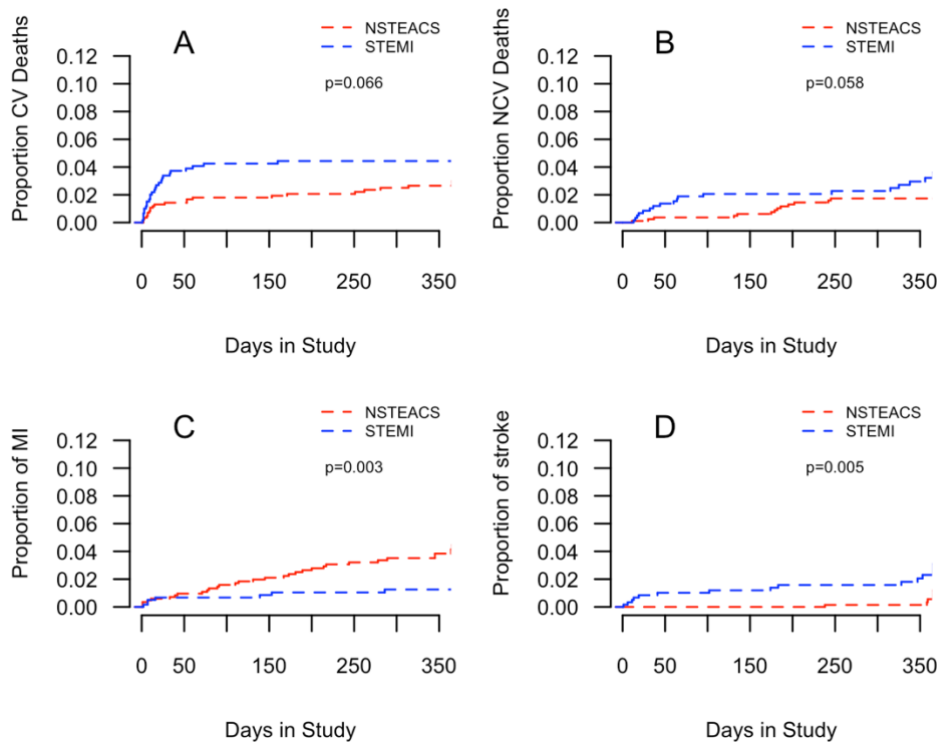 A
NSTEACS
STEMI
p=0.066
Proportion CV Deaths
0.12
0.10
0.08
0.06
0.04
0.02
0.00
0 50 150 250 350
Days in Study
B
NSTEACS
STEMI
p=0.058
Proportion NCV Deaths
0.12
0.10
0.08
0.06
0.04
0.02
0.00
0 50 150 250 350
Days in Study
C
NSTEACS
STEMI
p=0.003
Proportion of MI
0.12
0.10
0.08
0.06
0.04
0.02
0.00
0 50 150 250 350
Days in Study
D
NSTEACS
STEMI
p=0.005
Proportion of stroke
0.12
0.10
0.08
0.06
0.04
0.02
0.00
0 50 150 250 350
Days in Study